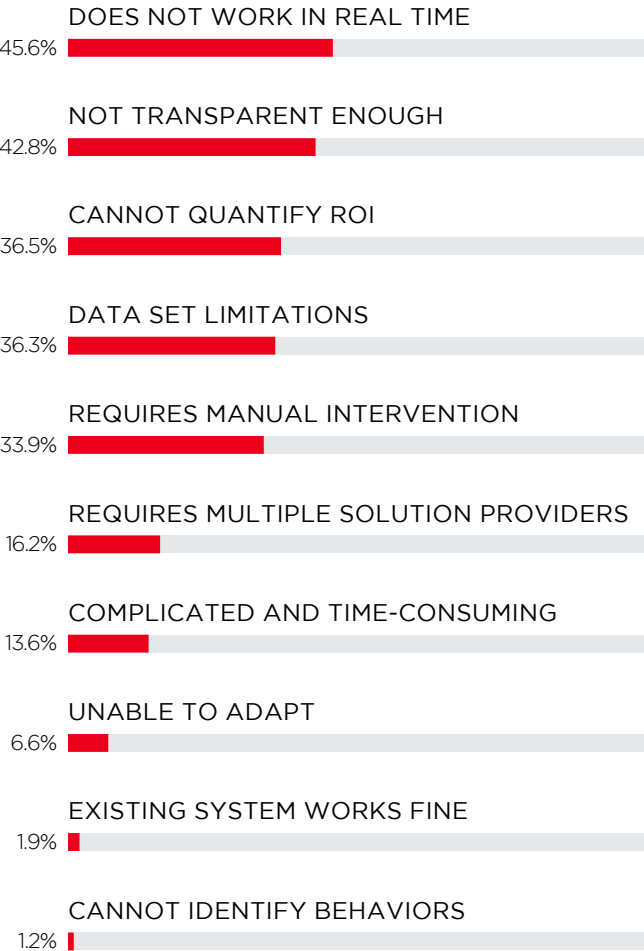 DOES NOT WORK IN REAL TIME
45.6%
NOT TRANSPARENT ENOUGH
42.8%
CANNOT QUANTIFY ROI
36.5%
DATA SET LIMITATIONS
36.3%
REQUIRES MANUAL INTERVENTION
33.9%
REQUIRES MULTIPLE SOLUTION PROVIDERS
16.2%
COMPLICATED AND TIME-CONSUMING
13.6%
UNABLE TO ADAPT
6.6%
EXISTING SYSTEM WORKS FINE
1.9%
CANNOT IDENTIFY BEHAVIORS
1.2%